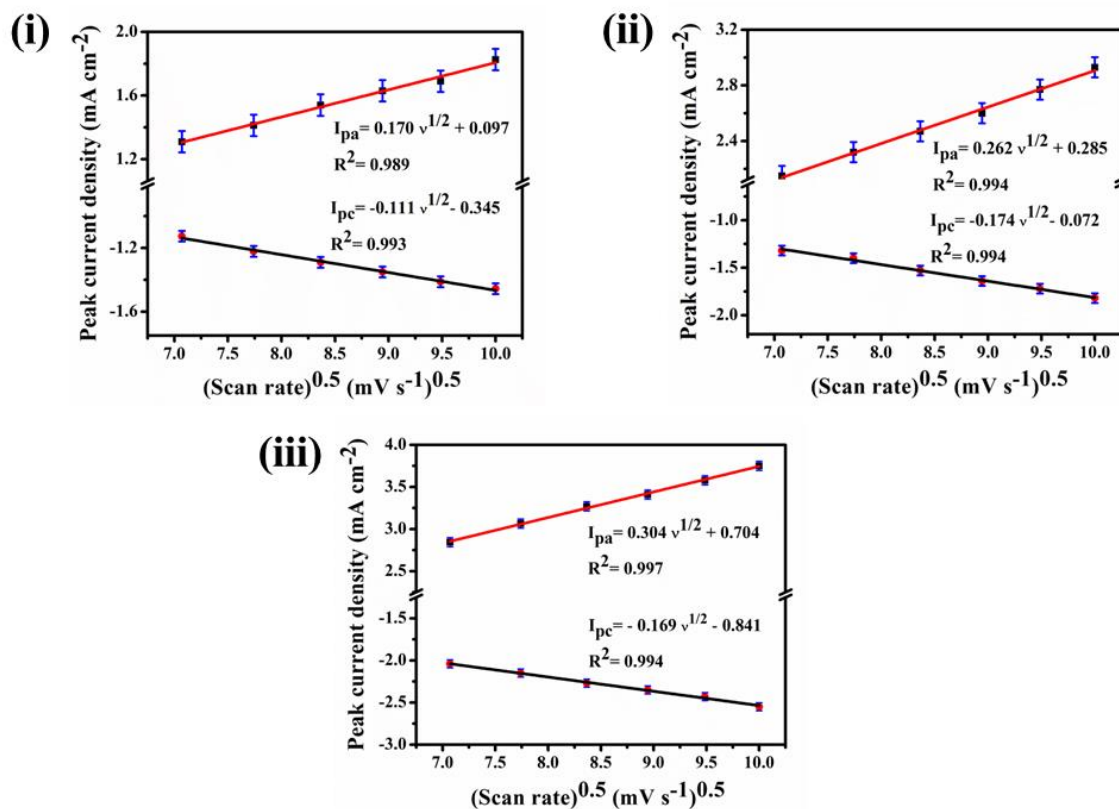 (i)
Peak current density (mA cm-2)
2.0
1.6
1.2
-1.2
-1.6
Ipa= 0.170 ν1/2 + 0.097
R2= 0.989
Ipc= -0.111 ν1/2- 0.345
R2= 0.993
7.0 7.5 8.0 8.5 9.0 9.5 10.0
(Scan rate)0.5 (mV s-1)0.5
(ii)
Peak current density (mA cm-2)
3.2
2.8
2.4
-1.0
-1.5
-2.0
Ipa= 0.262 ν1/2 + 0.285
R2= 0.994
Ipc= -0.174 ν1/2- 0.072
R2= 0.994
7.0 7.5 8.0 8.5 9.0 9.5 10.0
(Scan rate)0.5 (mV s-1)0.5
(iii)
Peak current density (mA cm-2)
4.0
3.5
3.0
2.5
-2.0
-2.5
-3.0
Ipa= 0.304 ν1/2 + 0.704
R2= 0.997
Ipc= - 0.169 ν1/2 - 0.841
R2= 0.994
7.0 7.5 8.0 8.5 9.0 9.5 10.0
(Scan rate)0.5 (mV s-1)0.5